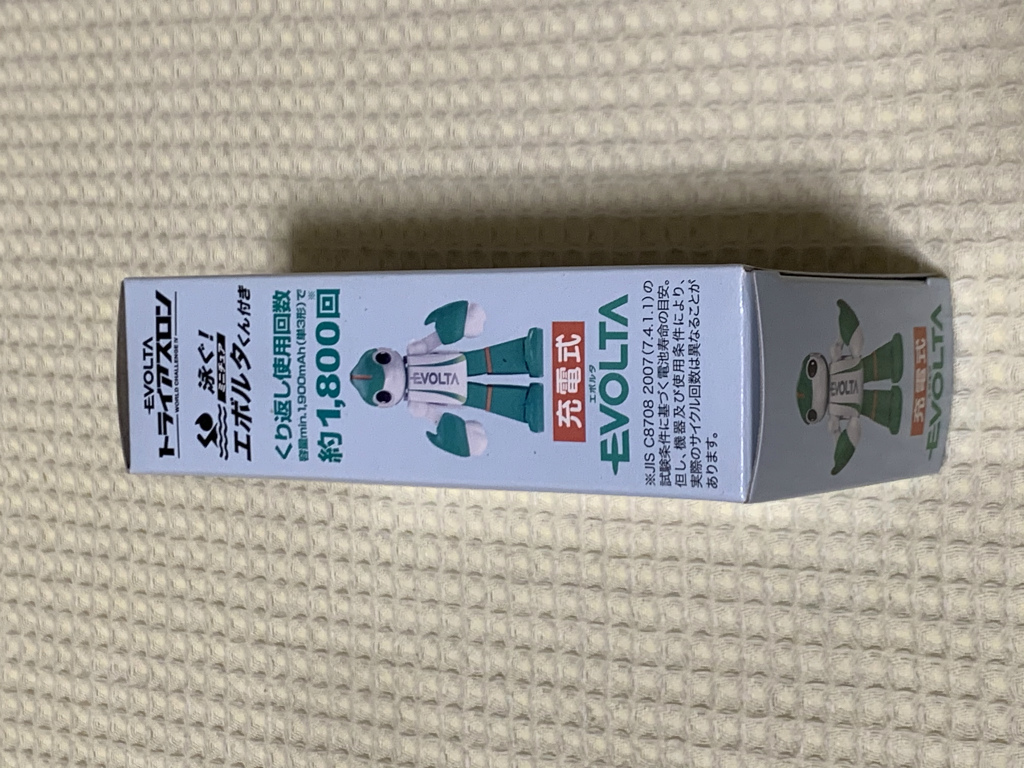 EVOLTA
トライアスロン
WORLD CHALLENGE IV
泳ぐ!
エボルタくん付き
くり返し使用回数
容量min.1,900mAh(単3形)で
約1,800回※
EVOLTA
充電式
エボルタ
EVOLTA
※JIS C8708 2007(7.4.1.1)の
試験条件に基づく電池寿命の目安。
但し、機器及び使用条件により、
実際のサイクル回数は異なることが
あります。
EVOLTA
充電式
EVOLTA